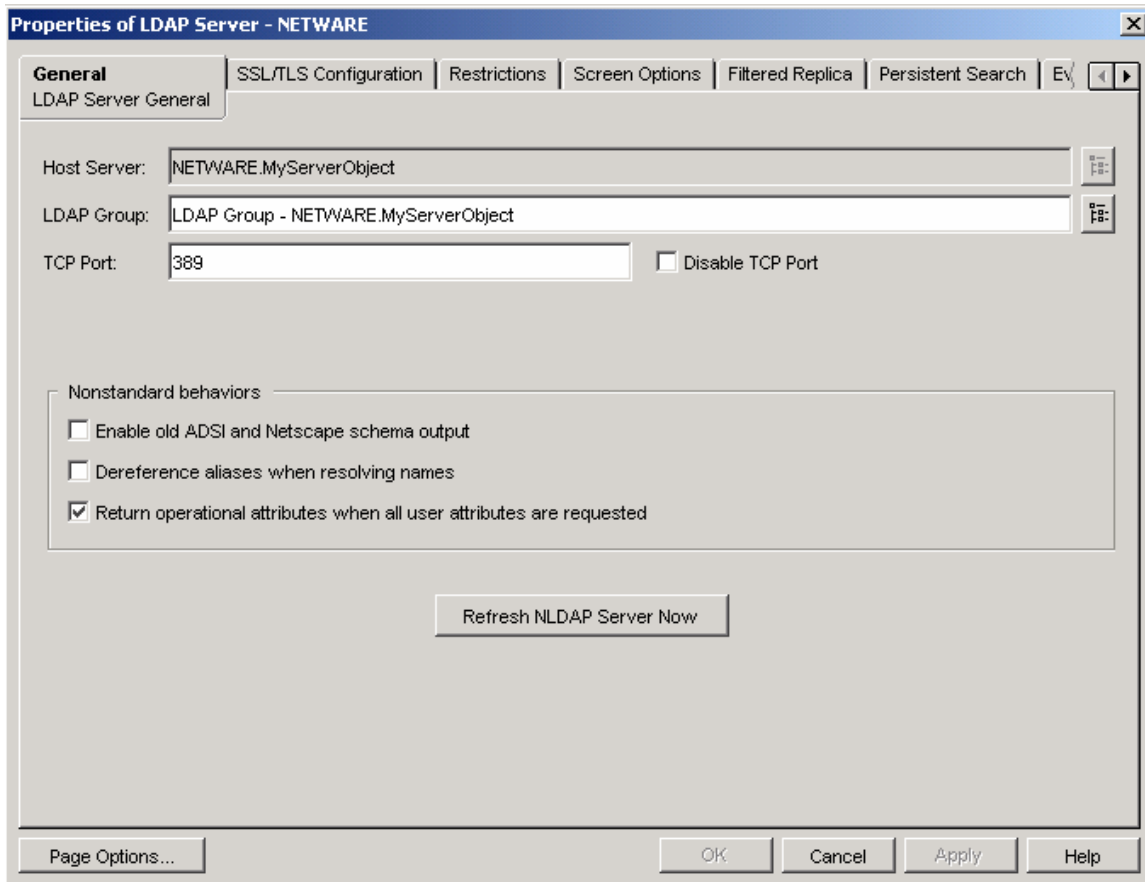 Properties of LDAP Server - NETWARE
General
SSL/TLS Configuration
Restrictions
Screen Options
Filtered Replica
Persistent Search
Ev
LDAP Server General
Host Server: NETWARE.MyServerObject
LDAP Group: LDAP Group - NETWARE.MyServerObject
TCP Port: 389 Disable TCP Port
Nonstandard behaviors
Enable old ADSI and Netscape schema output
Dereference aliases when resolving names
Return operational attributes when all user attributes are requested
Refresh NLDAP Server Now
Page Options... OK Cancel Apply Help